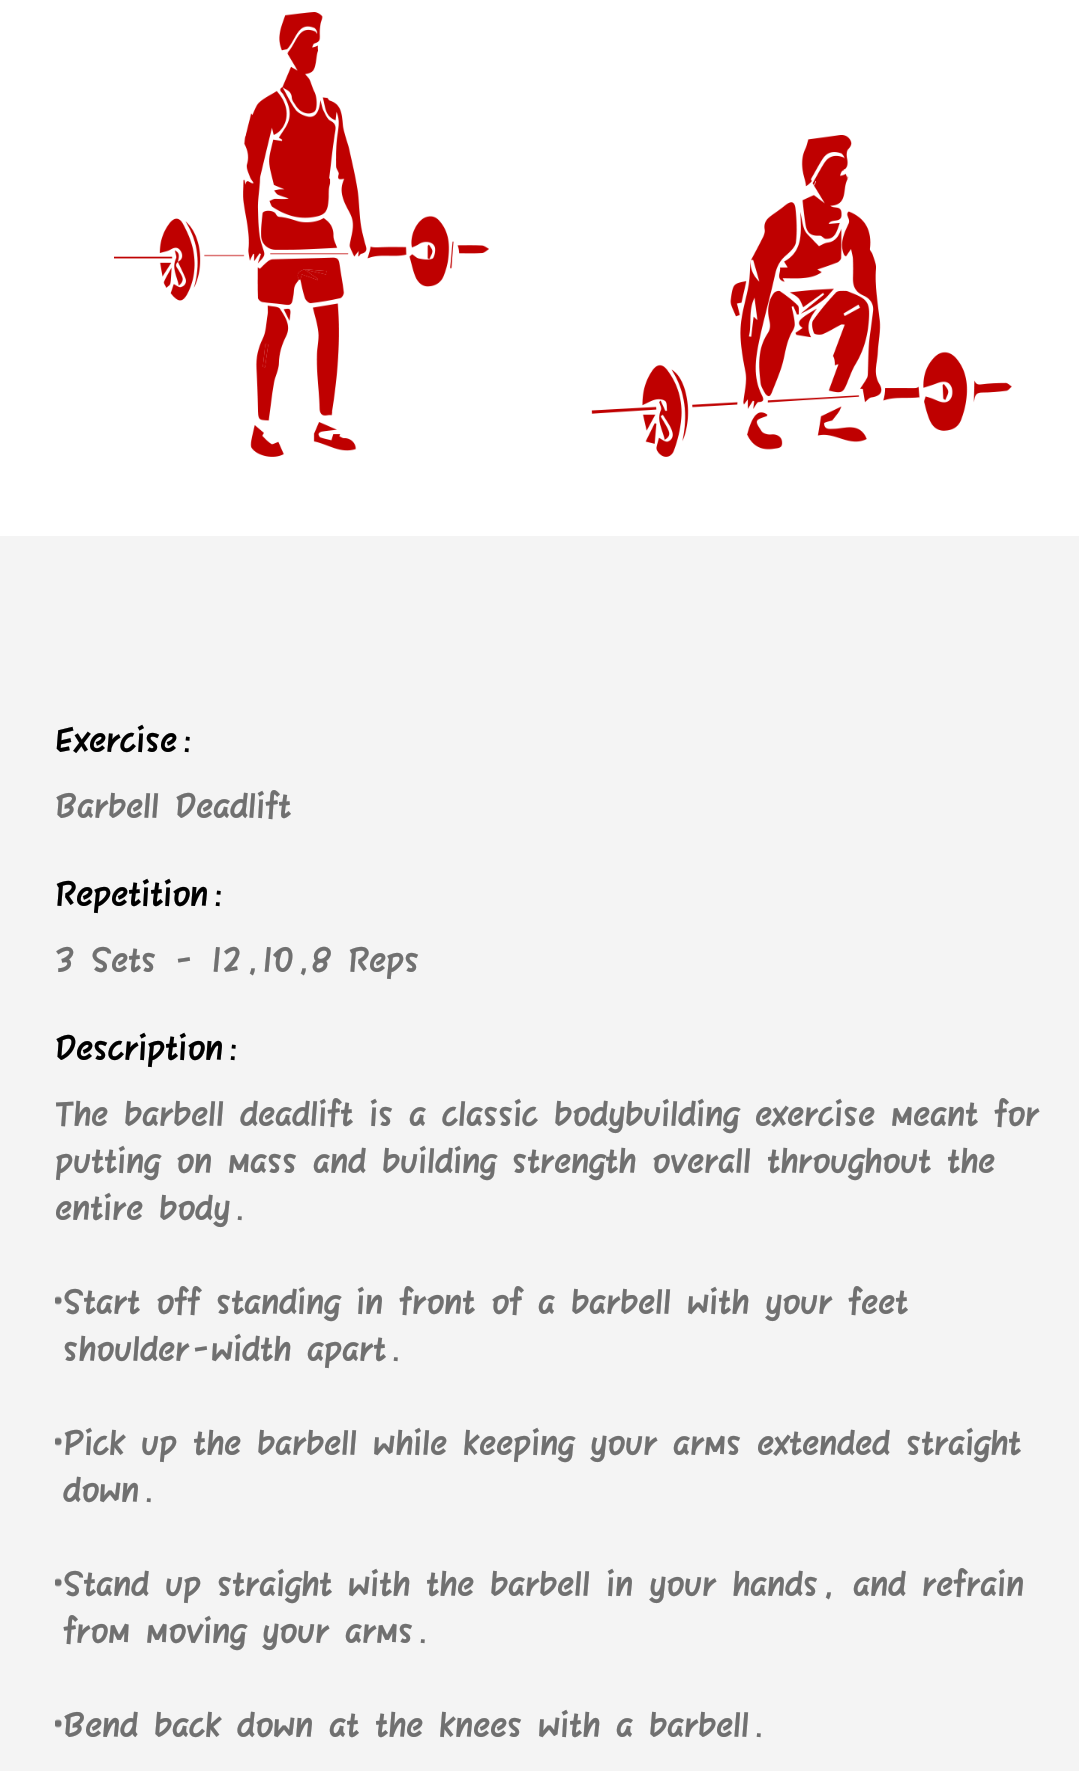 Exercise:
Barbell Deadlift
Repetition:
3 Sets - 12,10,8 Reps
Description:
The barbell deadlift is a classic bodybuilding exercise meant for
putting on mass and building strength overall throughout the
entire body.
•Start off standing in front of a barbell with your feet
shoulder-width apart.
•Pick up the barbell while keeping your arms extended straight
down.
•Stand up straight with the barbell in your hands, and refrain
from moving your arms.
•Bend back down at the knees with a barbell.